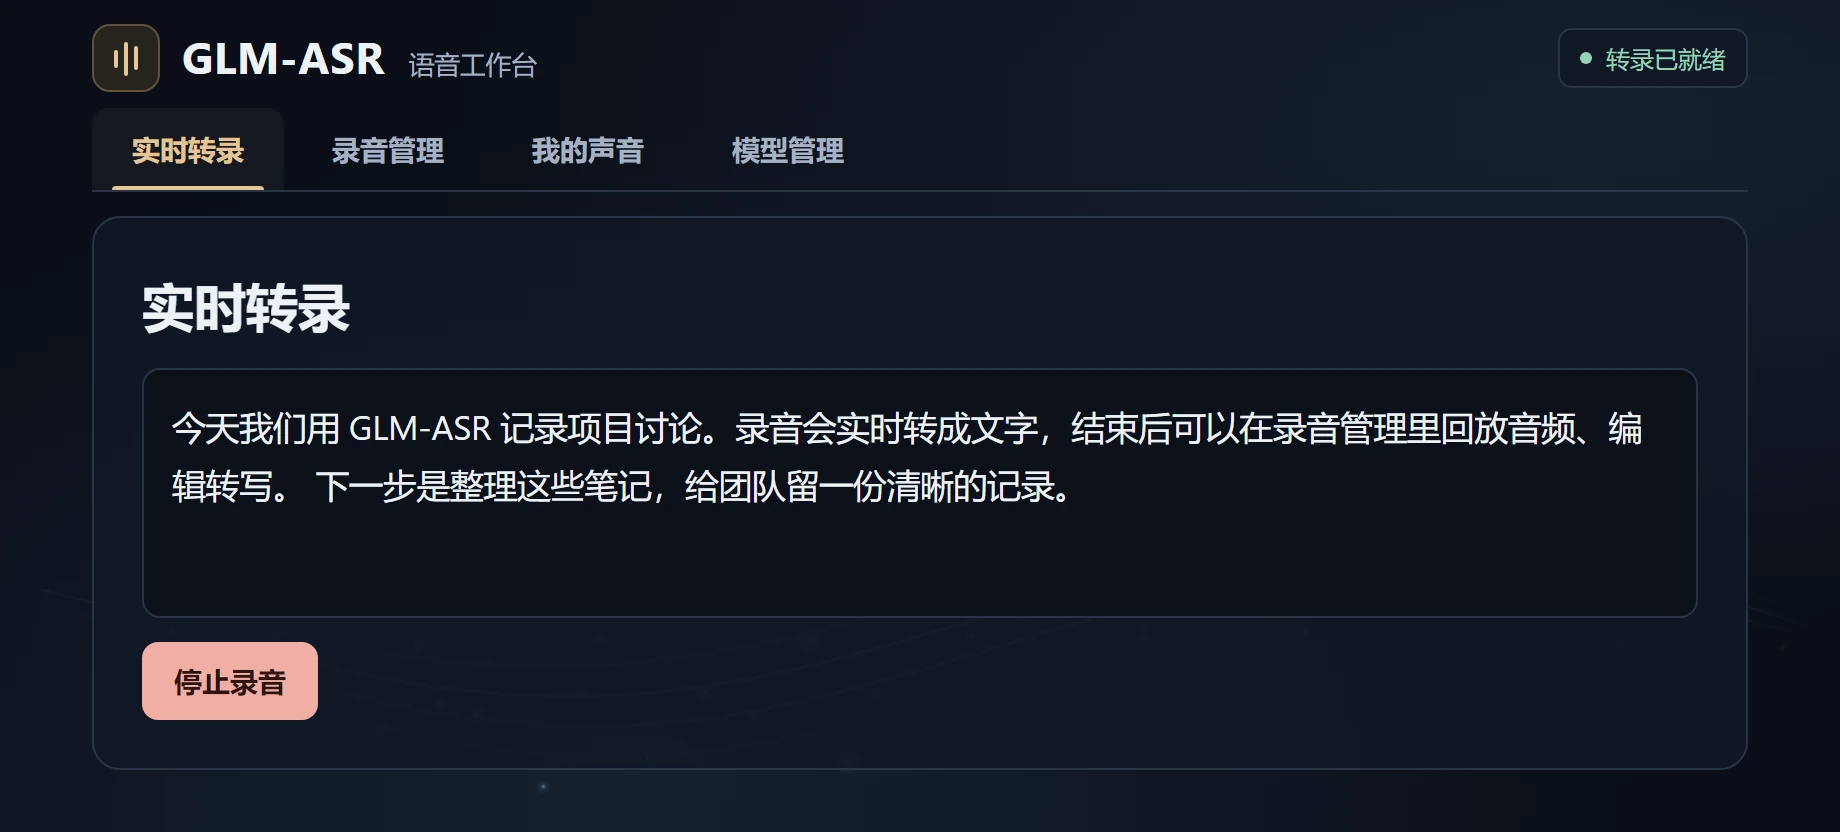 GLM-ASR 语音工作台
转录已就绪
实时转录 录音管理 我的声音 模型管理
实时转录
今天我们用 GLM-ASR 记录项目讨论。录音会实时转成文字，结束后可以在录音管理里回放音频、编
辑转写。 下一步是整理这些笔记，给团队留一份清晰的记录。
停止录音